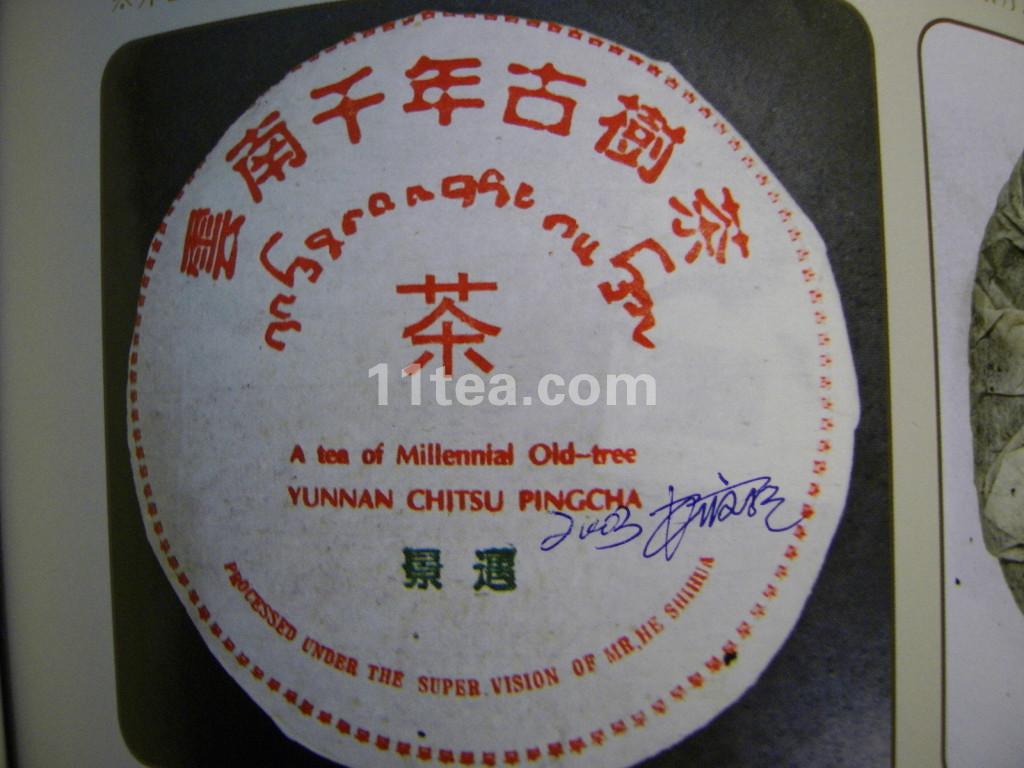 雲南千年古樹茶
茶
11tea.com
A tea of Millennial Old-tree
YUNNAN CHITSU PINGCHA
2003
景邁
PROCESSED UNDER THE SUPER.VISION OF MR.HE SHIHUA